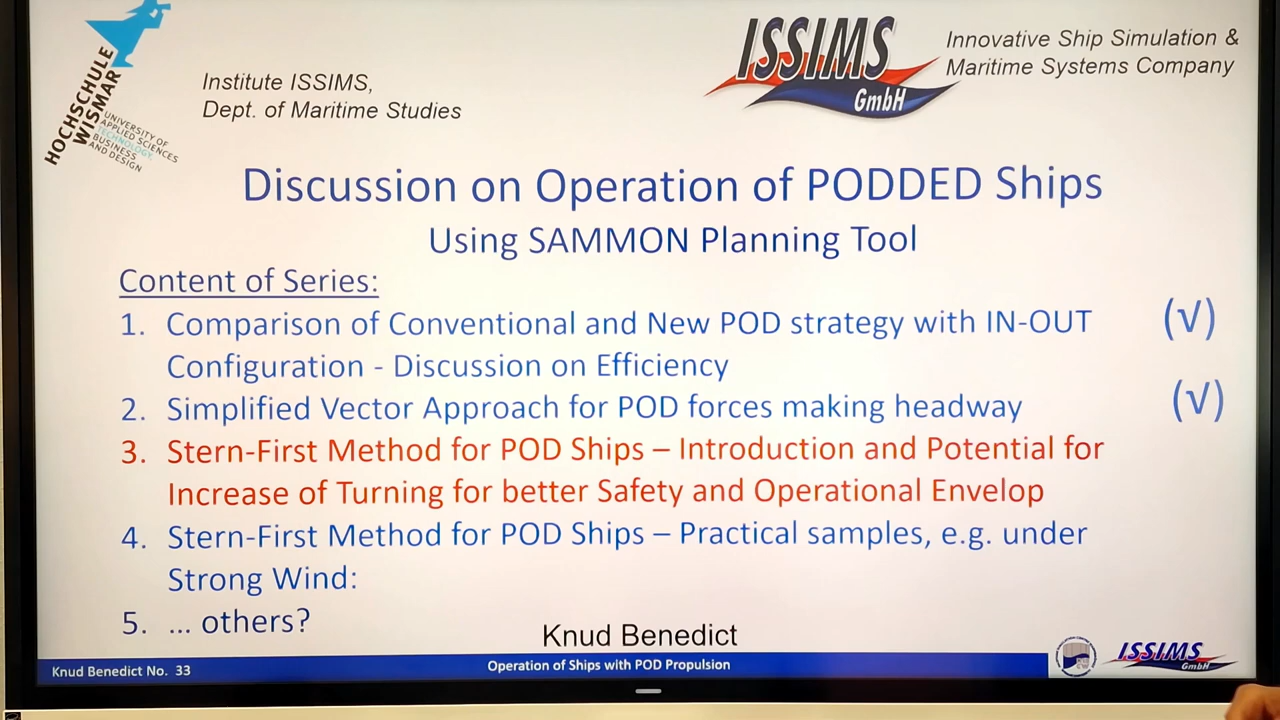 HOCHSCHULE
WISMAR
UNIVERSITY OF
APPLIED SCIENCES
TECHNOLOGY,
BUSINESS
AND DESIGN
Institute ISSIMS,
Dept. of Maritime Studies
ISSIMS
GmbH
Innovative Ship Simulation &
Maritime Systems Company
Discussion on Operation of PODDED Ships
Using SAMMON Planning Tool
Content of Series:
1. Comparison of Conventional and New POD strategy with IN-OUT (√)
Configuration - Discussion on Efficiency
2. Simplified Vector Approach for POD forces making headway (√)
3. Stern-First Method for POD Ships – Introduction and Potential for
Increase of Turning for better Safety and Operational Envelop
4. Stern-First Method for POD Ships – Practical samples, e.g. under
Strong Wind:
5. ... others?
Knud Benedict
Knud Benedict No. 33
Operation of Ships with POD Propulsion
ISSIMS
GmbH